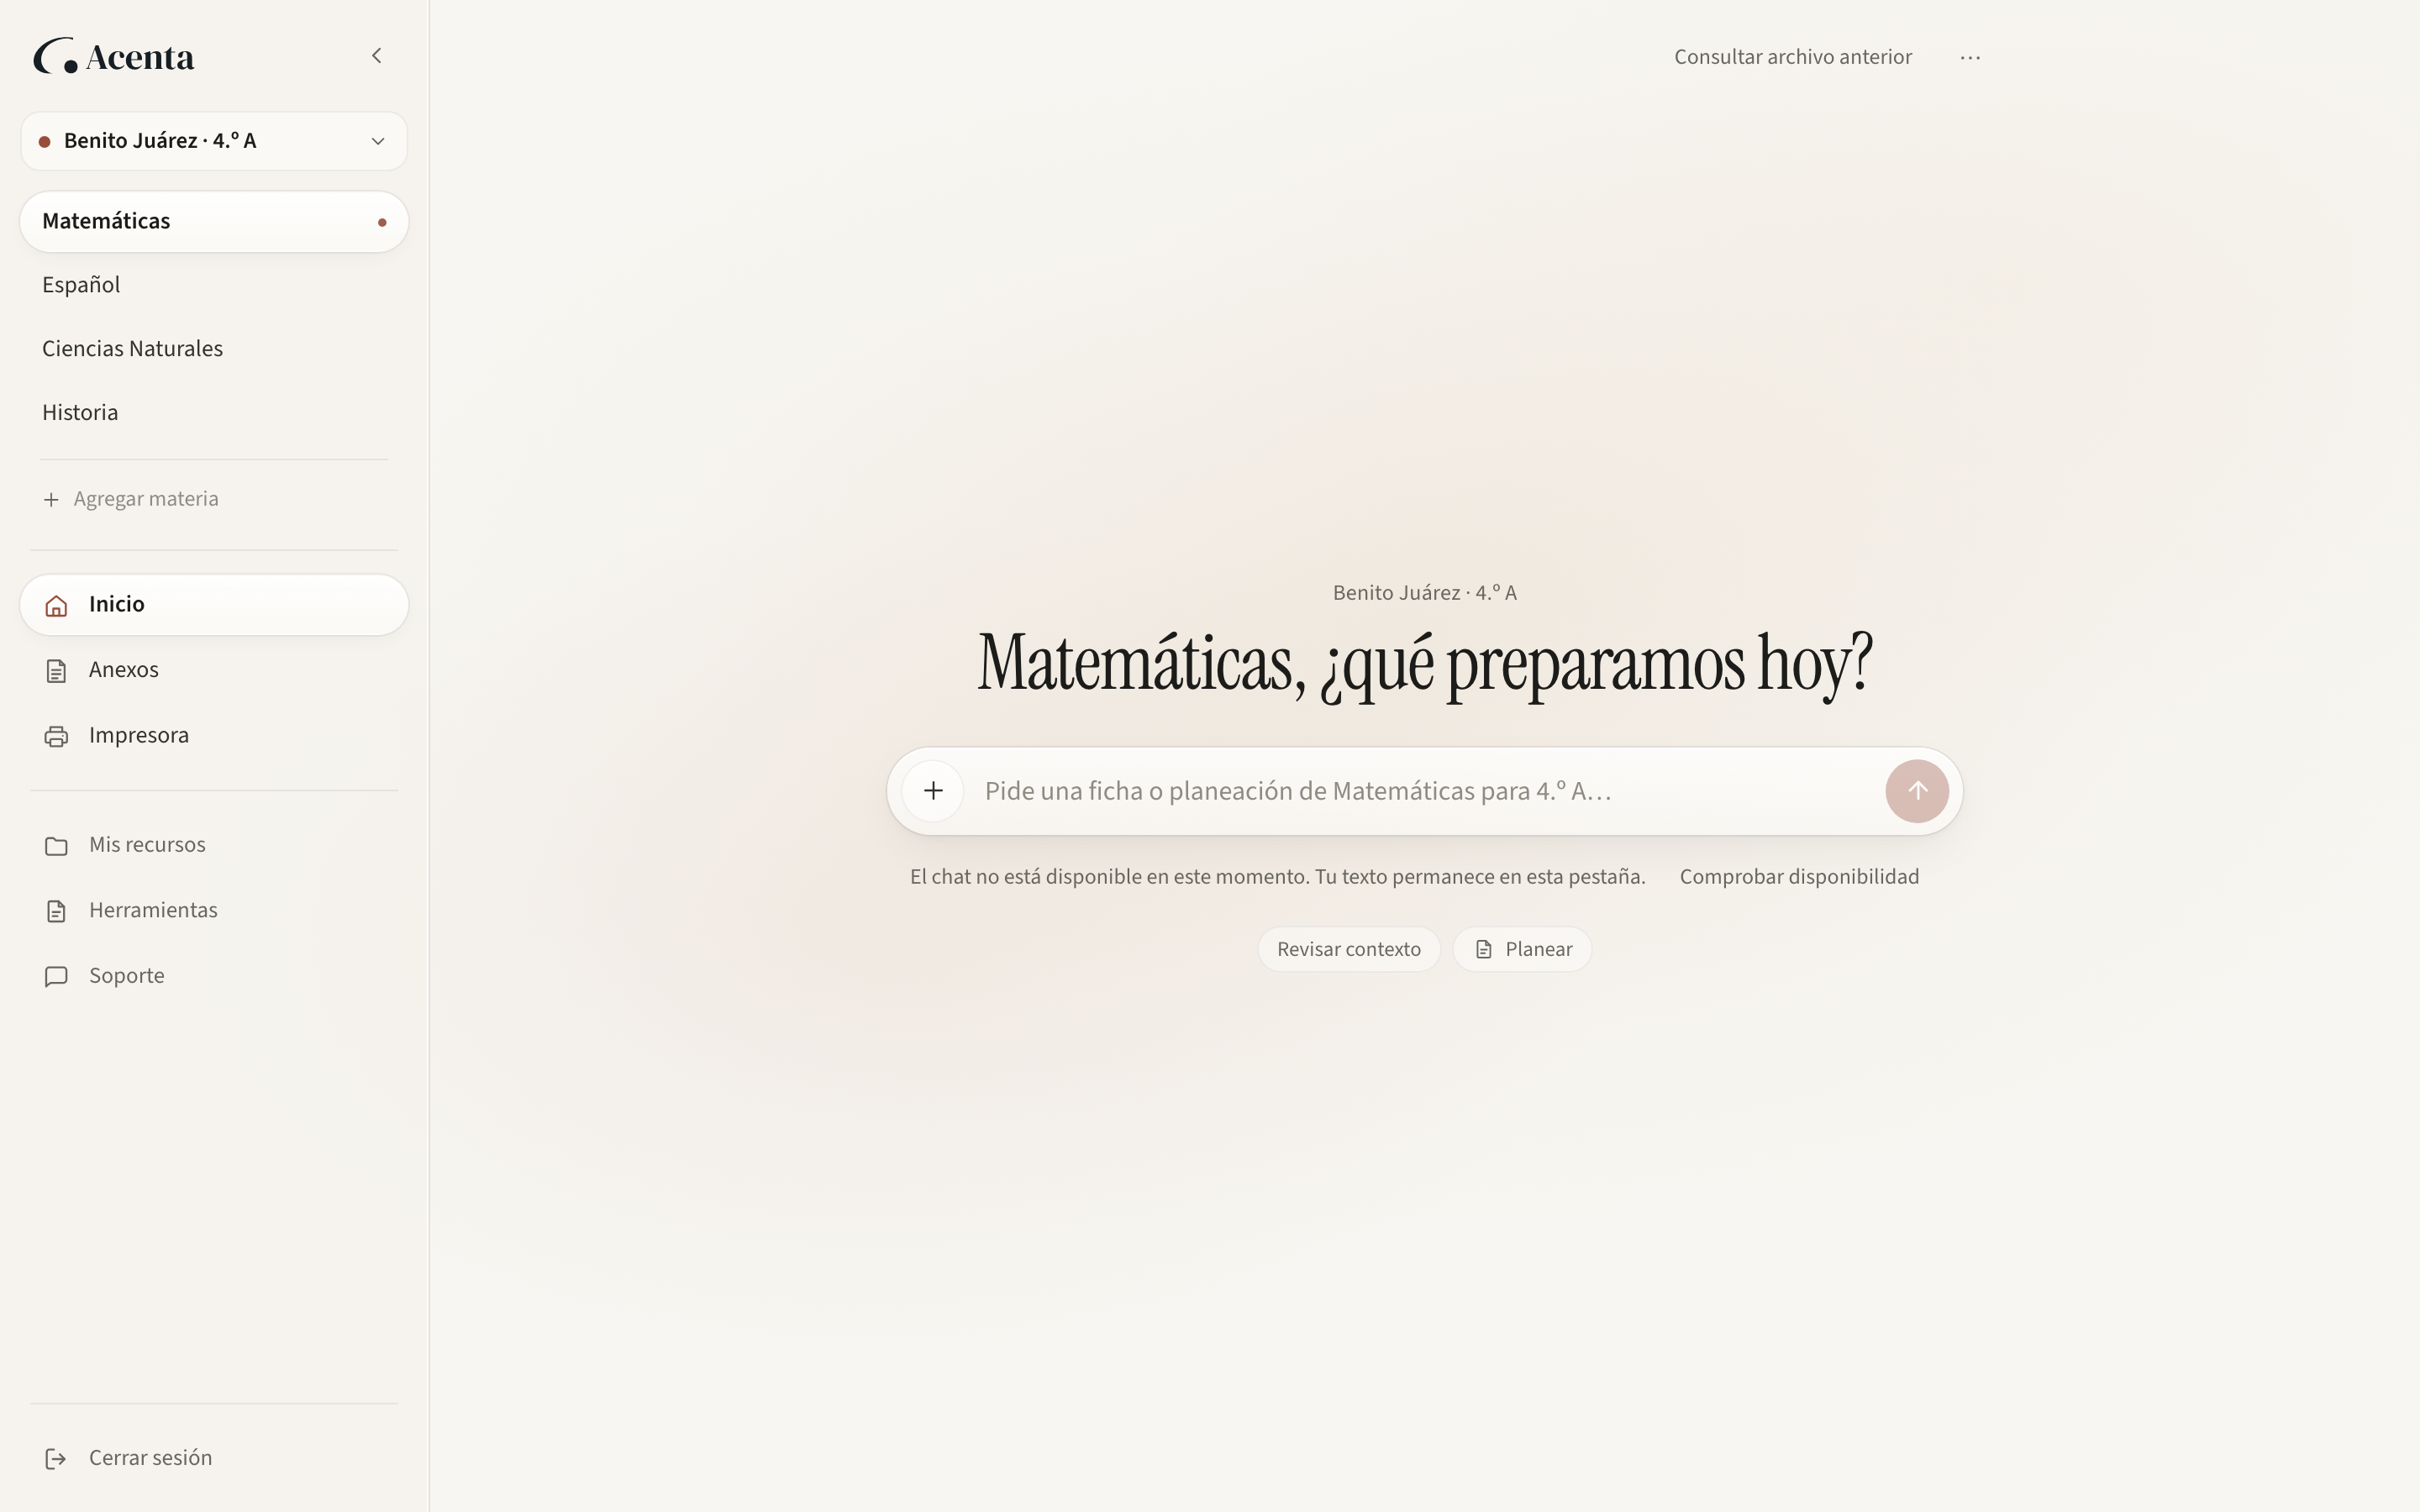 Acenta
Benito Juárez · 4.º A
Matemáticas
Español
Ciencias Naturales
Historia
Agregar materia
Inicio
Anexos
Impresora
Mis recursos
Herramientas
Soporte
Cerrar sesión
Consultar archivo anterior
Benito Juárez · 4.º A
Matemáticas, ¿qué preparamos hoy?
Pide una ficha o planeación de Matemáticas para 4.º A…
El chat no está disponible en este momento. Tu texto permanece en esta pestaña. Comprobar disponibilidad
Revisar contexto Planear